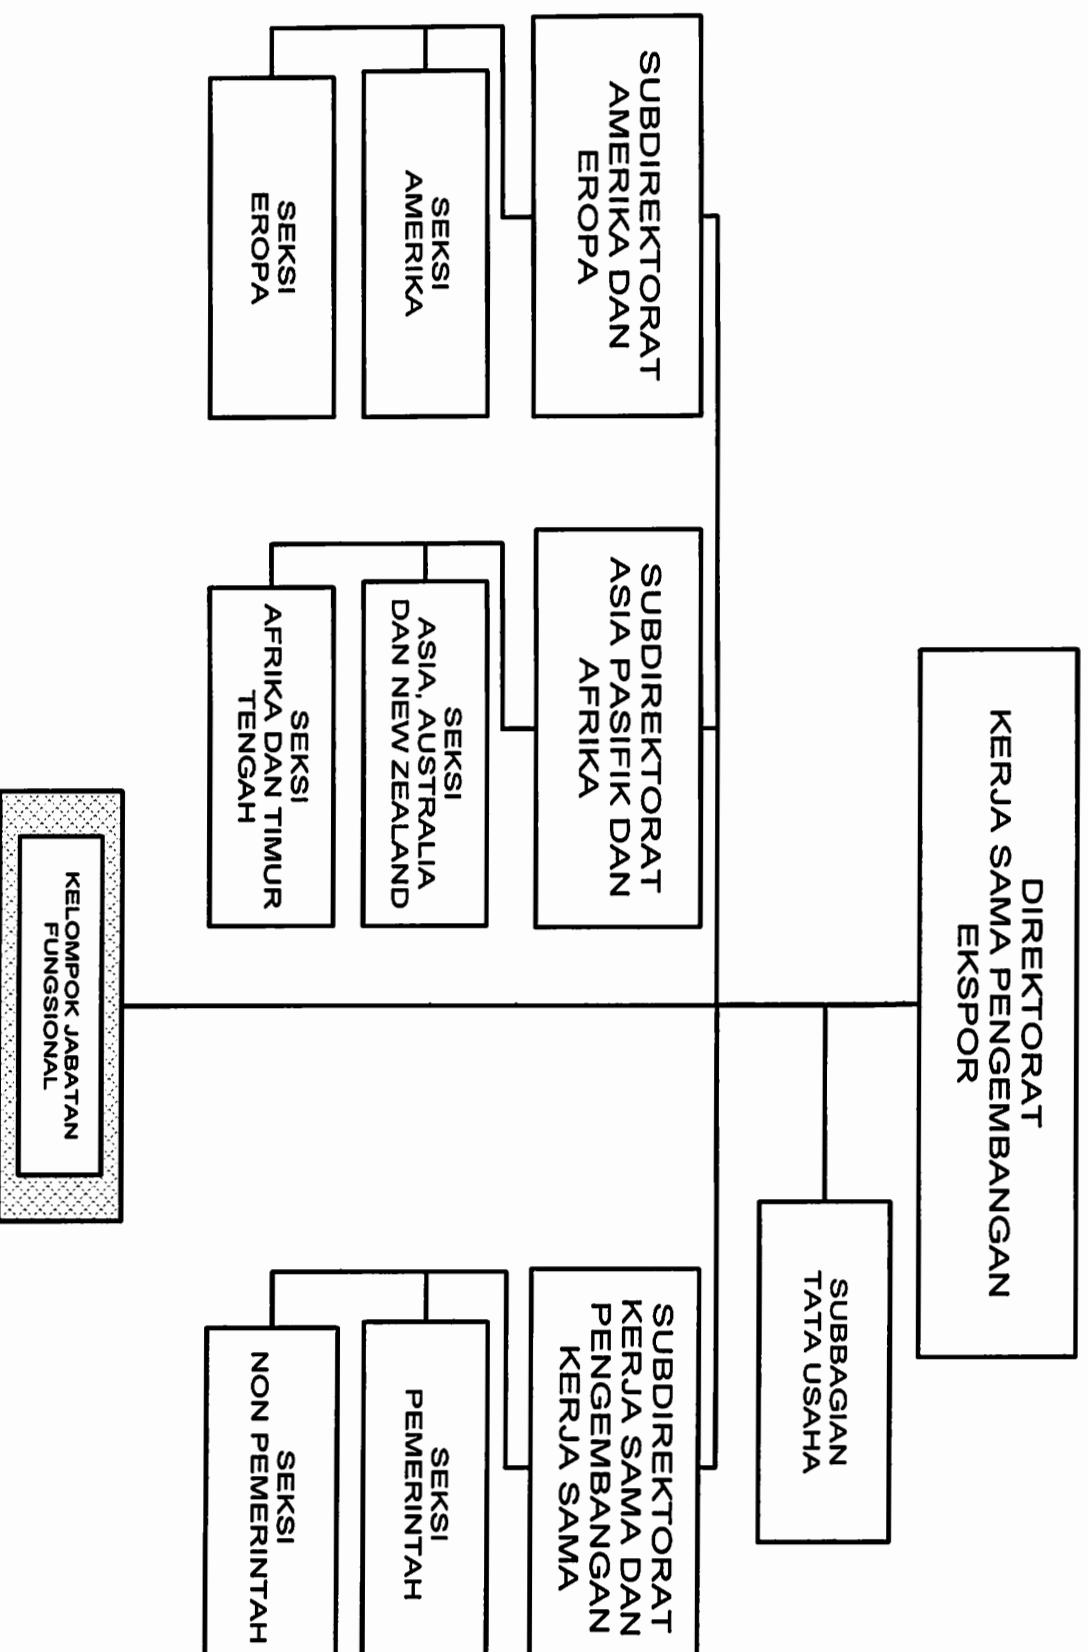 DIREKTORAT
KERJA SAMA PENGEMBANGAN
EKSPOR
SUBBAGIAN
TATA USAHA
SUBDIREKTORAT
AMERIKA DAN
EROPA
SEKSI
AMERIKA
SEKSI
EROPA
SUBDIREKTORAT
ASIA PASIFIK DAN
AFRIKA
SEKSI
ASIA, AUSTRALIA
DAN NEW ZEALAND
SEKSI
AFRIKA DAN TIMUR
TENGAH
SUBDIREKTORAT
KERJA SAMA DAN
PENGEMBANGAN
KERJA SAMA
SEKSI
PEMERINTAH
SEKSI
NON PEMERINTAH
KELOMPOK JABATAN
FUNGSIONAL